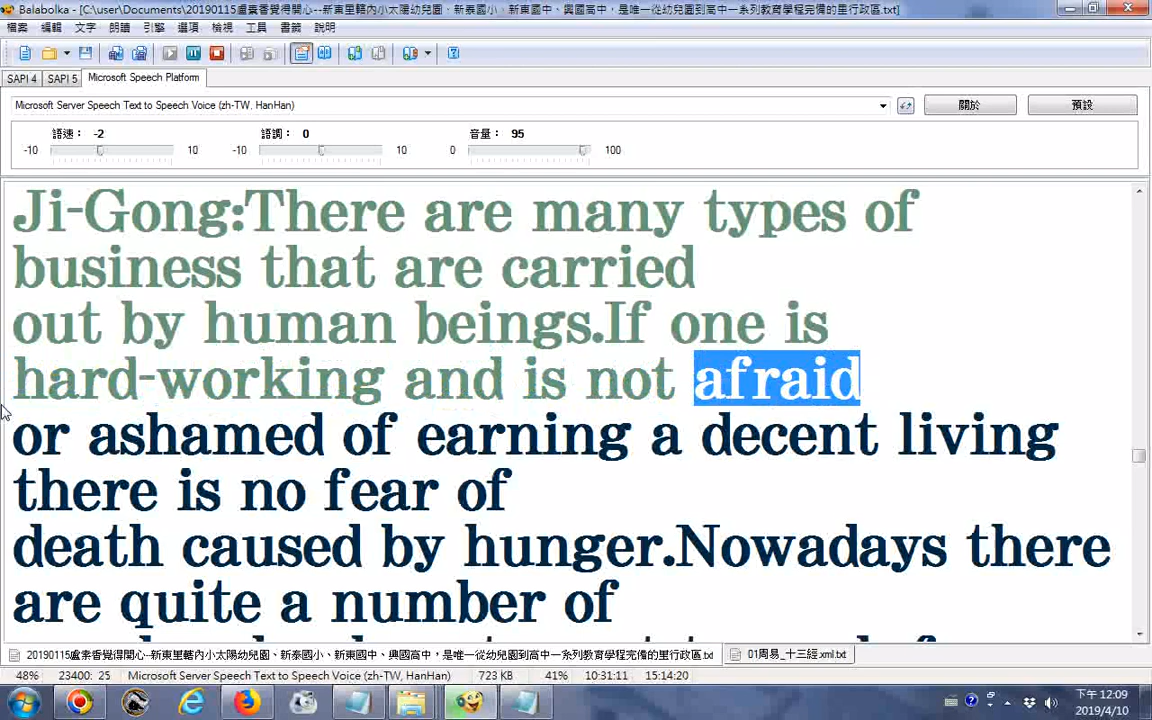 Balabolka - [C:\user\Documents\20190115盧素香覺得開心--新東里轄內小太陽幼兒園、新泰國小、新東國中、興國高中，是唯一從幼兒園到高中一系列教育學程完備的里行政區.txt]
檔案 編輯 文字 朗讀 引擎 選項 檢視 工具 書籤 說明
SAPI 4 SAPI 5 Microsoft Speech Platform
Microsoft Server Speech Text to Speech Voice (zh-TW, HanHan) 關於 預設
語速： -2 語調： 0 音量： 95
-10 10 -10 10 0 100
Ji-Gong:There are many types of
business that are carried
out by human beings.If one is
hard-working and is not afraid
or ashamed of earning a decent living
there is no fear of
death caused by hunger.Nowadays there
are quite a number of
20190115盧素香覺得開心--新東里轄內小太陽幼兒園、新泰國小、新東國中、興國高中，是唯一從幼兒園到高中一系列教育學程完備的里行政區.txt 01周易_十三經.xml.txt
48% 23400: 25 Microsoft Server Speech Text to Speech Voice (zh-TW, HanHan) 723 KB 41% 10:31:11 15:14:20
下午 12:09
2019/4/10